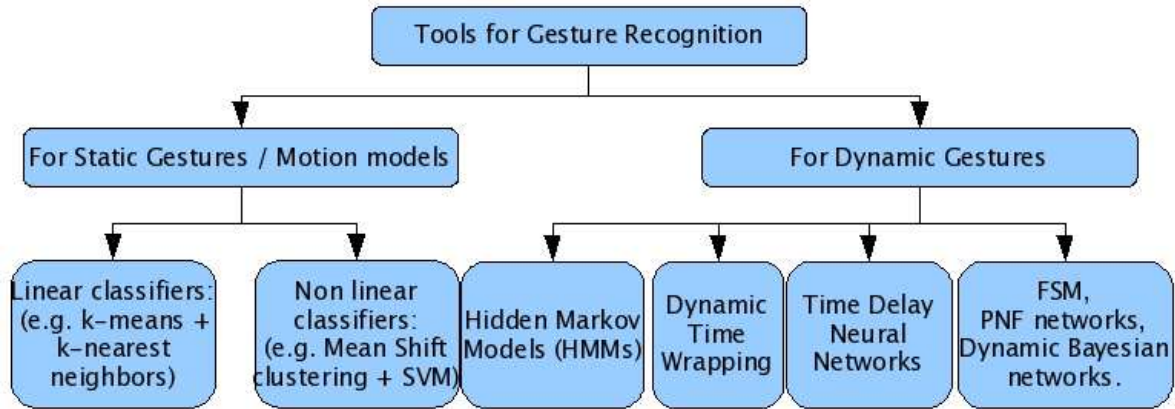 Tools for Gesture Recognition
For Static Gestures / Motion models
For Dynamic Gestures
Linear classifiers:
(e.g. k-means +
k-nearest
neighbors)
Non linear
classifiers:
(e.g. Mean Shift
clustering + SVM)
Hidden Markov
Models (HMMs)
Dynamic
Time
Wrapping
Time Delay
Neural
Networks
FSM,
PNF networks,
Dynamic Bayesian
networks.